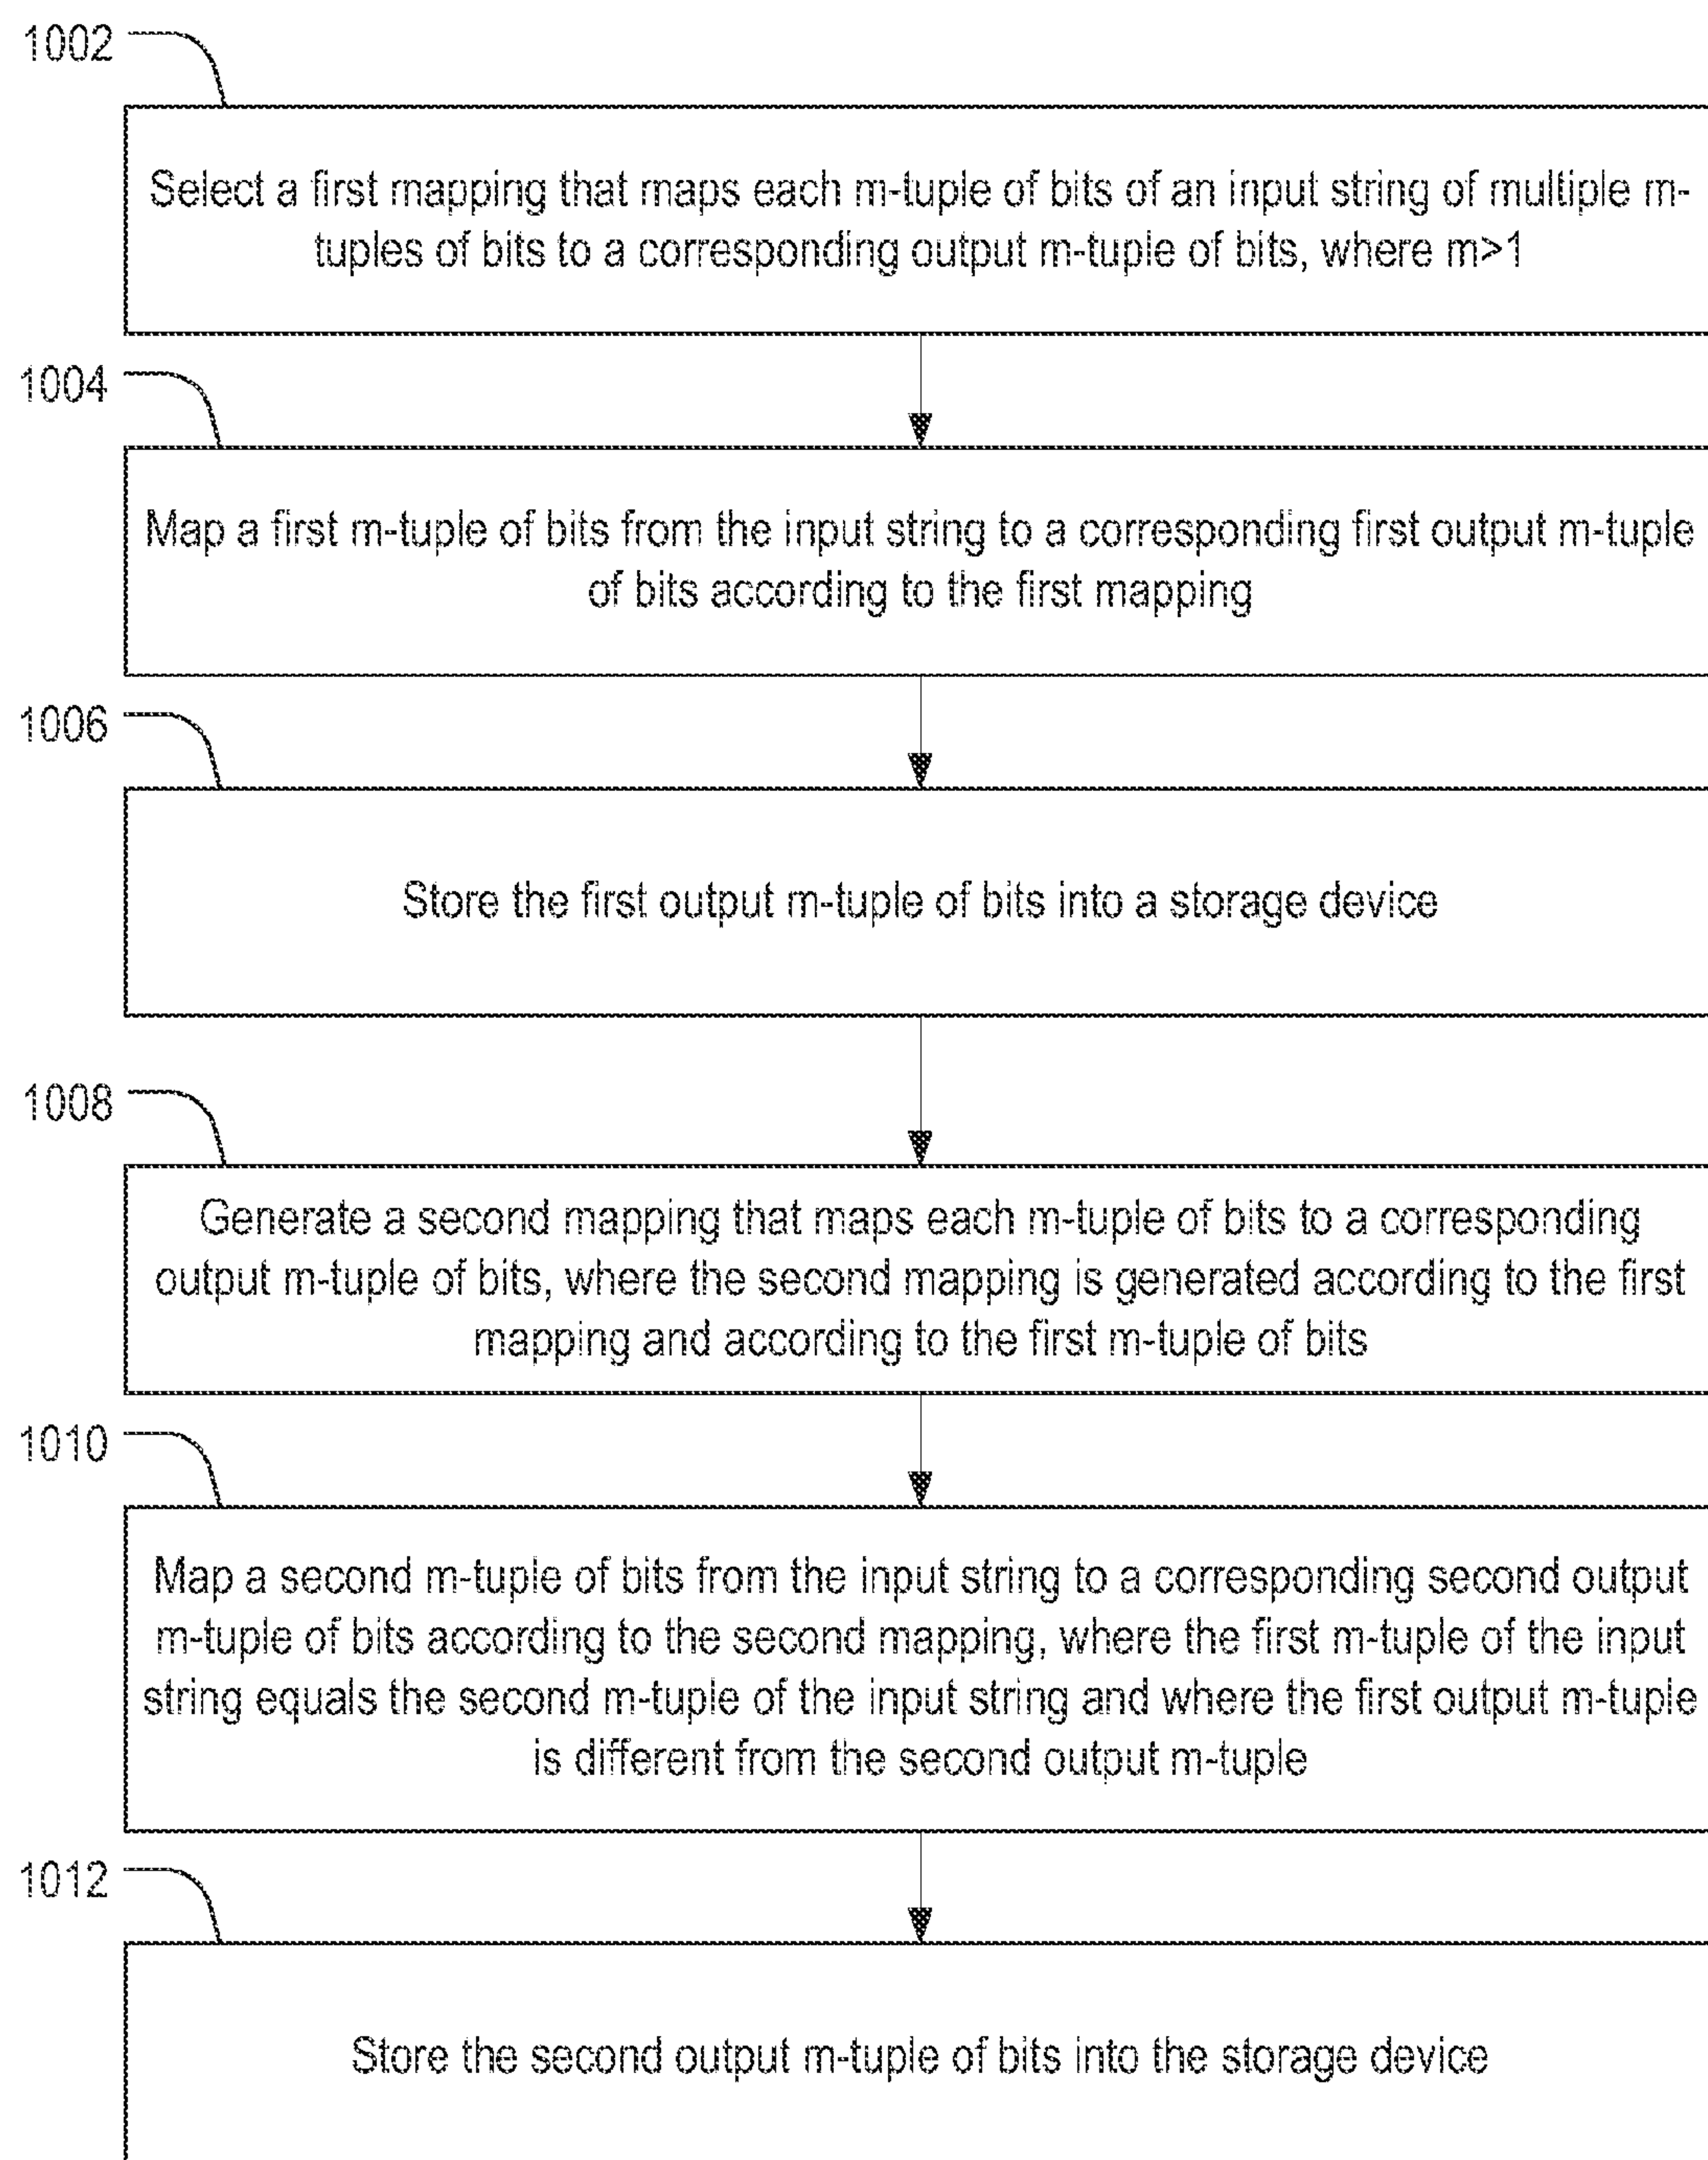 1002
Select a first mapping that maps each m-tuple of bits of an input string of multiple m-
tuples of bits to a corresponding output m-tuple of bits, where m>1
1004
Map a first m-tuple of bits from the input string to a corresponding first output m-tuple
of bits according to the first mapping
1006
Store the first output m-tuple of bits into a storage device
1008
Generate a second mapping that maps each m-tuple of bits to a corresponding
output m-tuple of bits, where the second mapping is generated according to the first
mapping and according to the first m-tuple of bits
1010
Map a second m-tuple of bits from the input string to a corresponding second output
m-tuple of bits according to the second mapping, where the first m-tuple of the input
string equals the second m-tuple of the input string and where the first output m-tuple
is different from the second output m-tuple
1012
Store the second output m-tuple of bits into the storage device